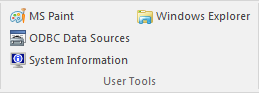 MS Paint
Windows Explorer
ODBC Data Sources
System Information
User Tools